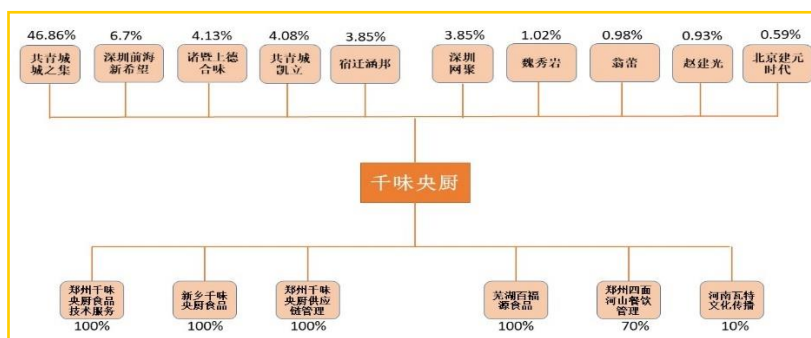 46.86%
6.7%
4.13%
4.08%
3.85%
3.85%
1.02%
0.98%
0.93%
0.59%
共青城
城之集
深圳前海
新希望
诸暨上德
合味
共青城
凯立
宿迁涵邦
深圳
网聚
魏秀岩
翁蕾
赵建光
北京建元
时代
千味央厨
郑州千味
央厨食品
技术服务
新乡千味
央厨食品
郑州千味
央厨供应
链管理
芜湖百福
源食品
郑州四面
河山餐饮
管理
河南瓦特
文化传播
100%
100%
100%
100%
70%
10%